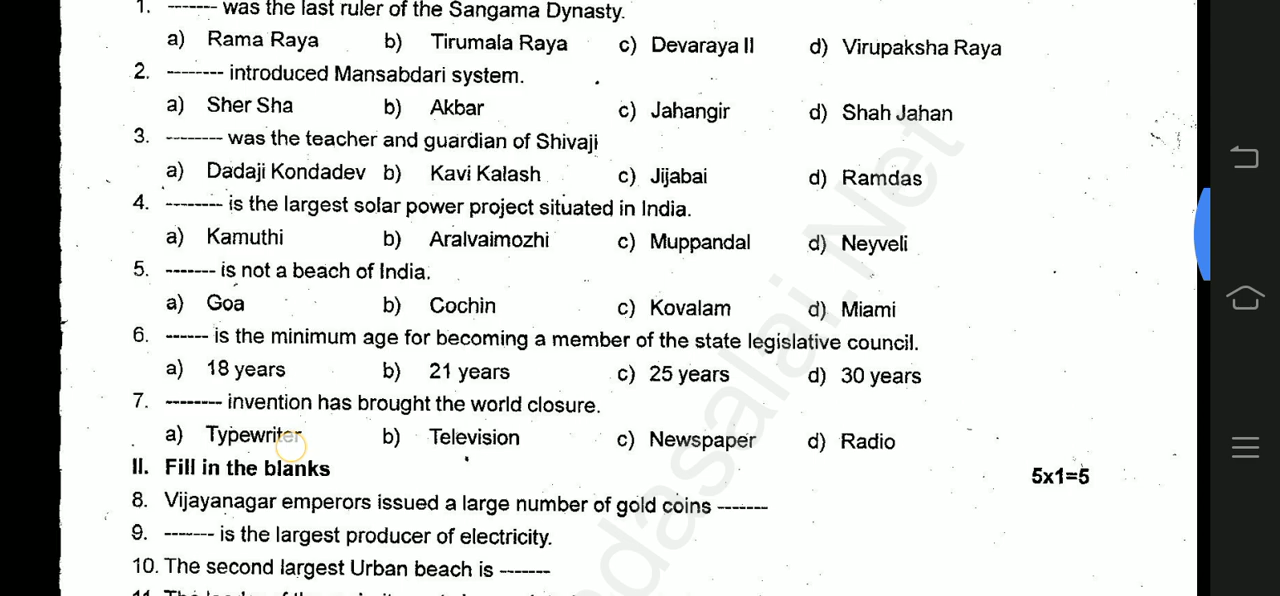 1. ------- was the last ruler of the Sangama Dynasty.
a) Rama Raya b) Tirumala Raya c) Devaraya II d) Virupaksha Raya
2. -------- introduced Mansabdari system.
a) Sher Sha b) Akbar c) Jahangir d) Shah Jahan
3. -------- was the teacher and guardian of Shivaji
a) Dadaji Kondadev b) Kavi Kalash c) Jijabai d) Ramdas
4. -------- is the largest solar power project situated in India.
a) Kamuthi b) Aralvaimozhi c) Muppandal d) Neyveli
5. ------- is not a beach of India.
a) Goa b) Cochin c) Kovalam d) Miami
6. ------ is the minimum age for becoming a member of the state legislative council.
a) 18 years b) 21 years c) 25 years d) 30 years
7. -------- invention has brought the world closure.
a) Typewriter b) Television c) Newspaper d) Radio
II. Fill in the blanks 5x1=5
8. Vijayanagar emperors issued a large number of gold coins -------
9. ------- is the largest producer of electricity.
10. The second largest Urban beach is -------
dasalai.Net